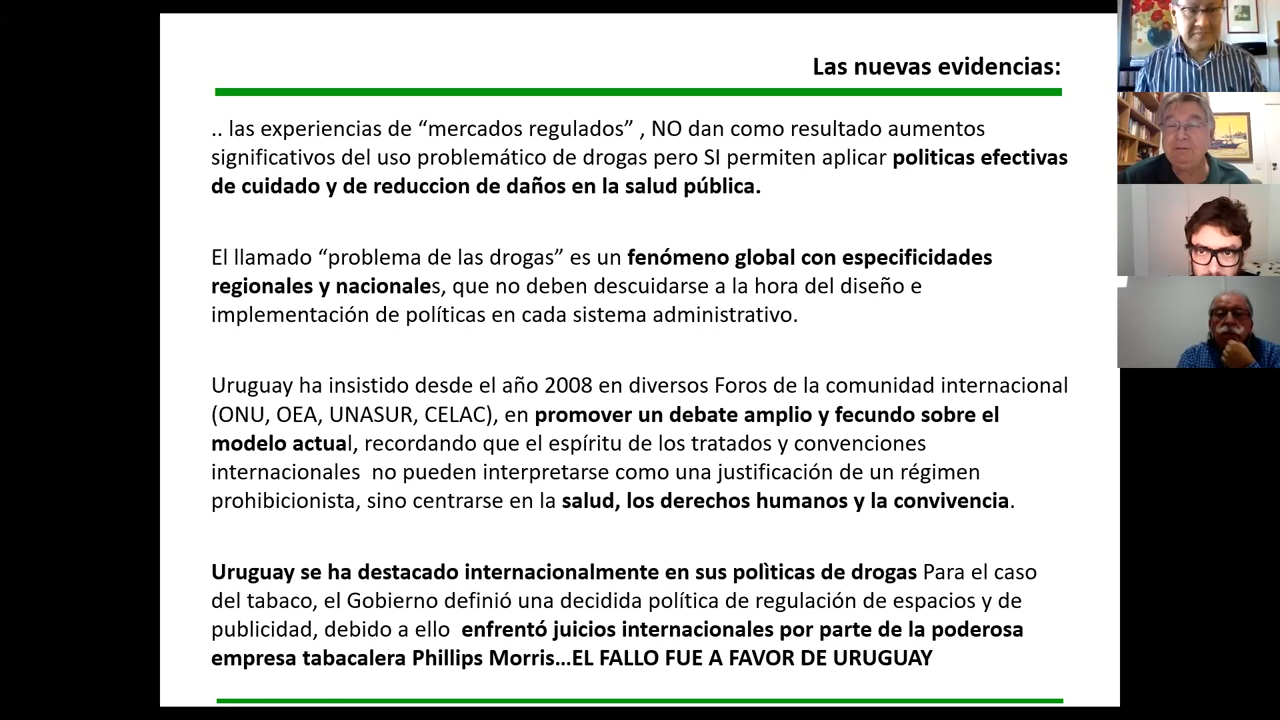 Las nuevas evidencias:
.. las experiencias de “mercados regulados” , NO dan como resultado aumentos
significativos del uso problemático de drogas pero SI permiten aplicar politicas efectivas
de cuidado y de reduccion de daños en la salud pública.
El llamado “problema de las drogas” es un fenómeno global con especificidades
regionales y nacionales, que no deben descuidarse a la hora del diseño e
implementación de políticas en cada sistema administrativo.
Uruguay ha insistido desde el año 2008 en diversos Foros de la comunidad internacional
(ONU, OEA, UNASUR, CELAC), en promover un debate amplio y fecundo sobre el
modelo actual, recordando que el espíritu de los tratados y convenciones
internacionales  no pueden interpretarse como una justificación de un régimen
prohibicionista, sino centrarse en la salud, los derechos humanos y la convivencia.
Uruguay se ha destacado internacionalmente en sus polìticas de drogas Para el caso
del tabaco, el Gobierno definió una decidida política de regulación de espacios y de
publicidad, debido a ello  enfrentó juicios internacionales por parte de la poderosa
empresa tabacalera Phillips Morris...EL FALLO FUE A FAVOR DE URUGUAY